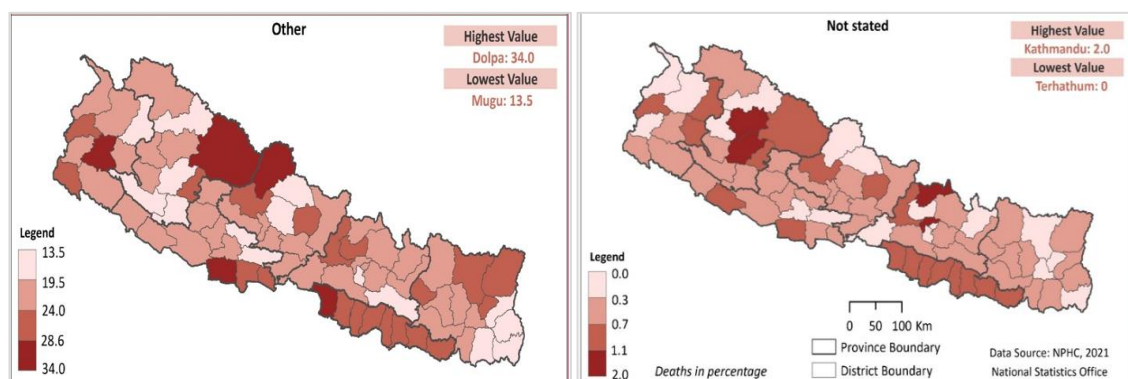 Other
Highest Value
Dolpa: 34.0
Lowest Value
Mugu: 13.5
Legend
13.5
19.5
24.0
28.6
34.0
Not stated
Highest Value
Kathmandu: 2.0
Lowest Value
Terhathum: 0
Legend
0.0
0.3
0.7
1.1
2.0
Deaths in percentage
0 50 100 Km
Province Boundary
District Boundary
Data Source: NPHC, 2021
National Statistics Office